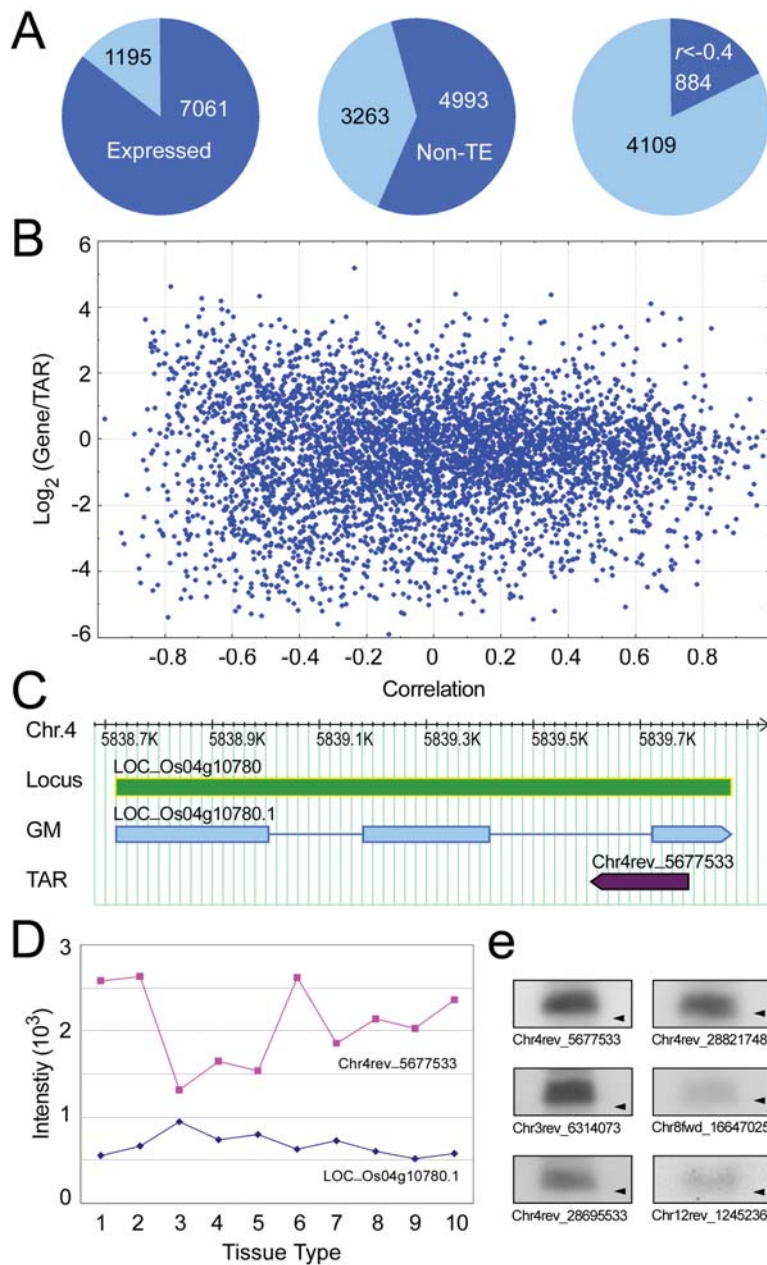 A
1195
7061
Expressed
3263
4993
Non-TE
r<-0.4
884
4109
B
6
4
2
0
-2
-4
-6
Log2 (Gene/TAR)
-0.8 -0.6 -0.4 -0.2 0 0.2 0.4 0.6 0.8
Correlation
C
Chr.4
5838.7K 5838.9K 5839.1K 5839.3K 5839.5K 5839.7K
Locus
LOC_Os04g10780
GM
LOC_Os04g10780.1
TAR
Chr4rev_5677533
D
3
2
1
0
Intenstiy (10³)
Chr4rev_5677533
LOC_Os04g10780.1
1 2 3 4 5 6 7 8 9 10
Tissue Type
e
Chr4rev_5677533
Chr4rev_28821748
Chr3rev_6314073
Chr8fwd_16647025
Chr4rev_28695533
Chr12rev_1245236